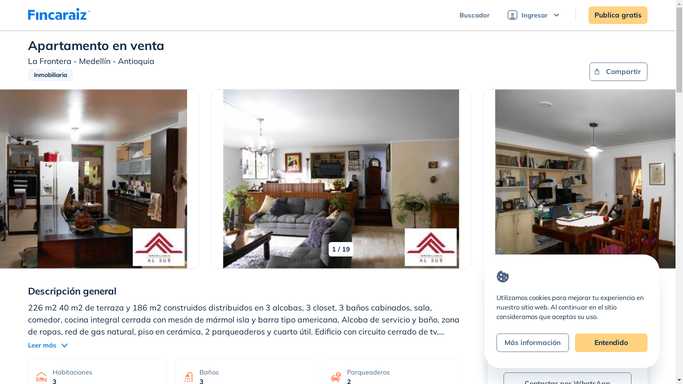 Fincaraiz
Buscador
Ingresar
Publica gratis
Apartamento en venta
La Frontera - Medellín - Antioquia
Inmobiliaria
Compartir
AL SUR
1 / 19
AL SUR
Descripción general
226 m2 40 m2 de terraza y 186 m2 construidos distribuidos en 3 alcobas, 3 closet, 3 baños cabinados, sala,
comedor, cocina integral cerrada con mesón de mármol isla y barra tipo americana, Alcoba de servicio y baño, zona
de ropas, red de gas natural, piso en cerámica, 2 parqueaderos y cuarto útil. Edificio con circuito cerrado de tv,...
Leer más
Habitaciones
3
Baños
3
Parqueaderos
2
Utilizamos cookies para mejorar tu experiencia en
nuestro sitio web. Al continuar en el sitio
consideramos que aceptas su uso.
Más información
Entendido
Contactar por WhatsApp